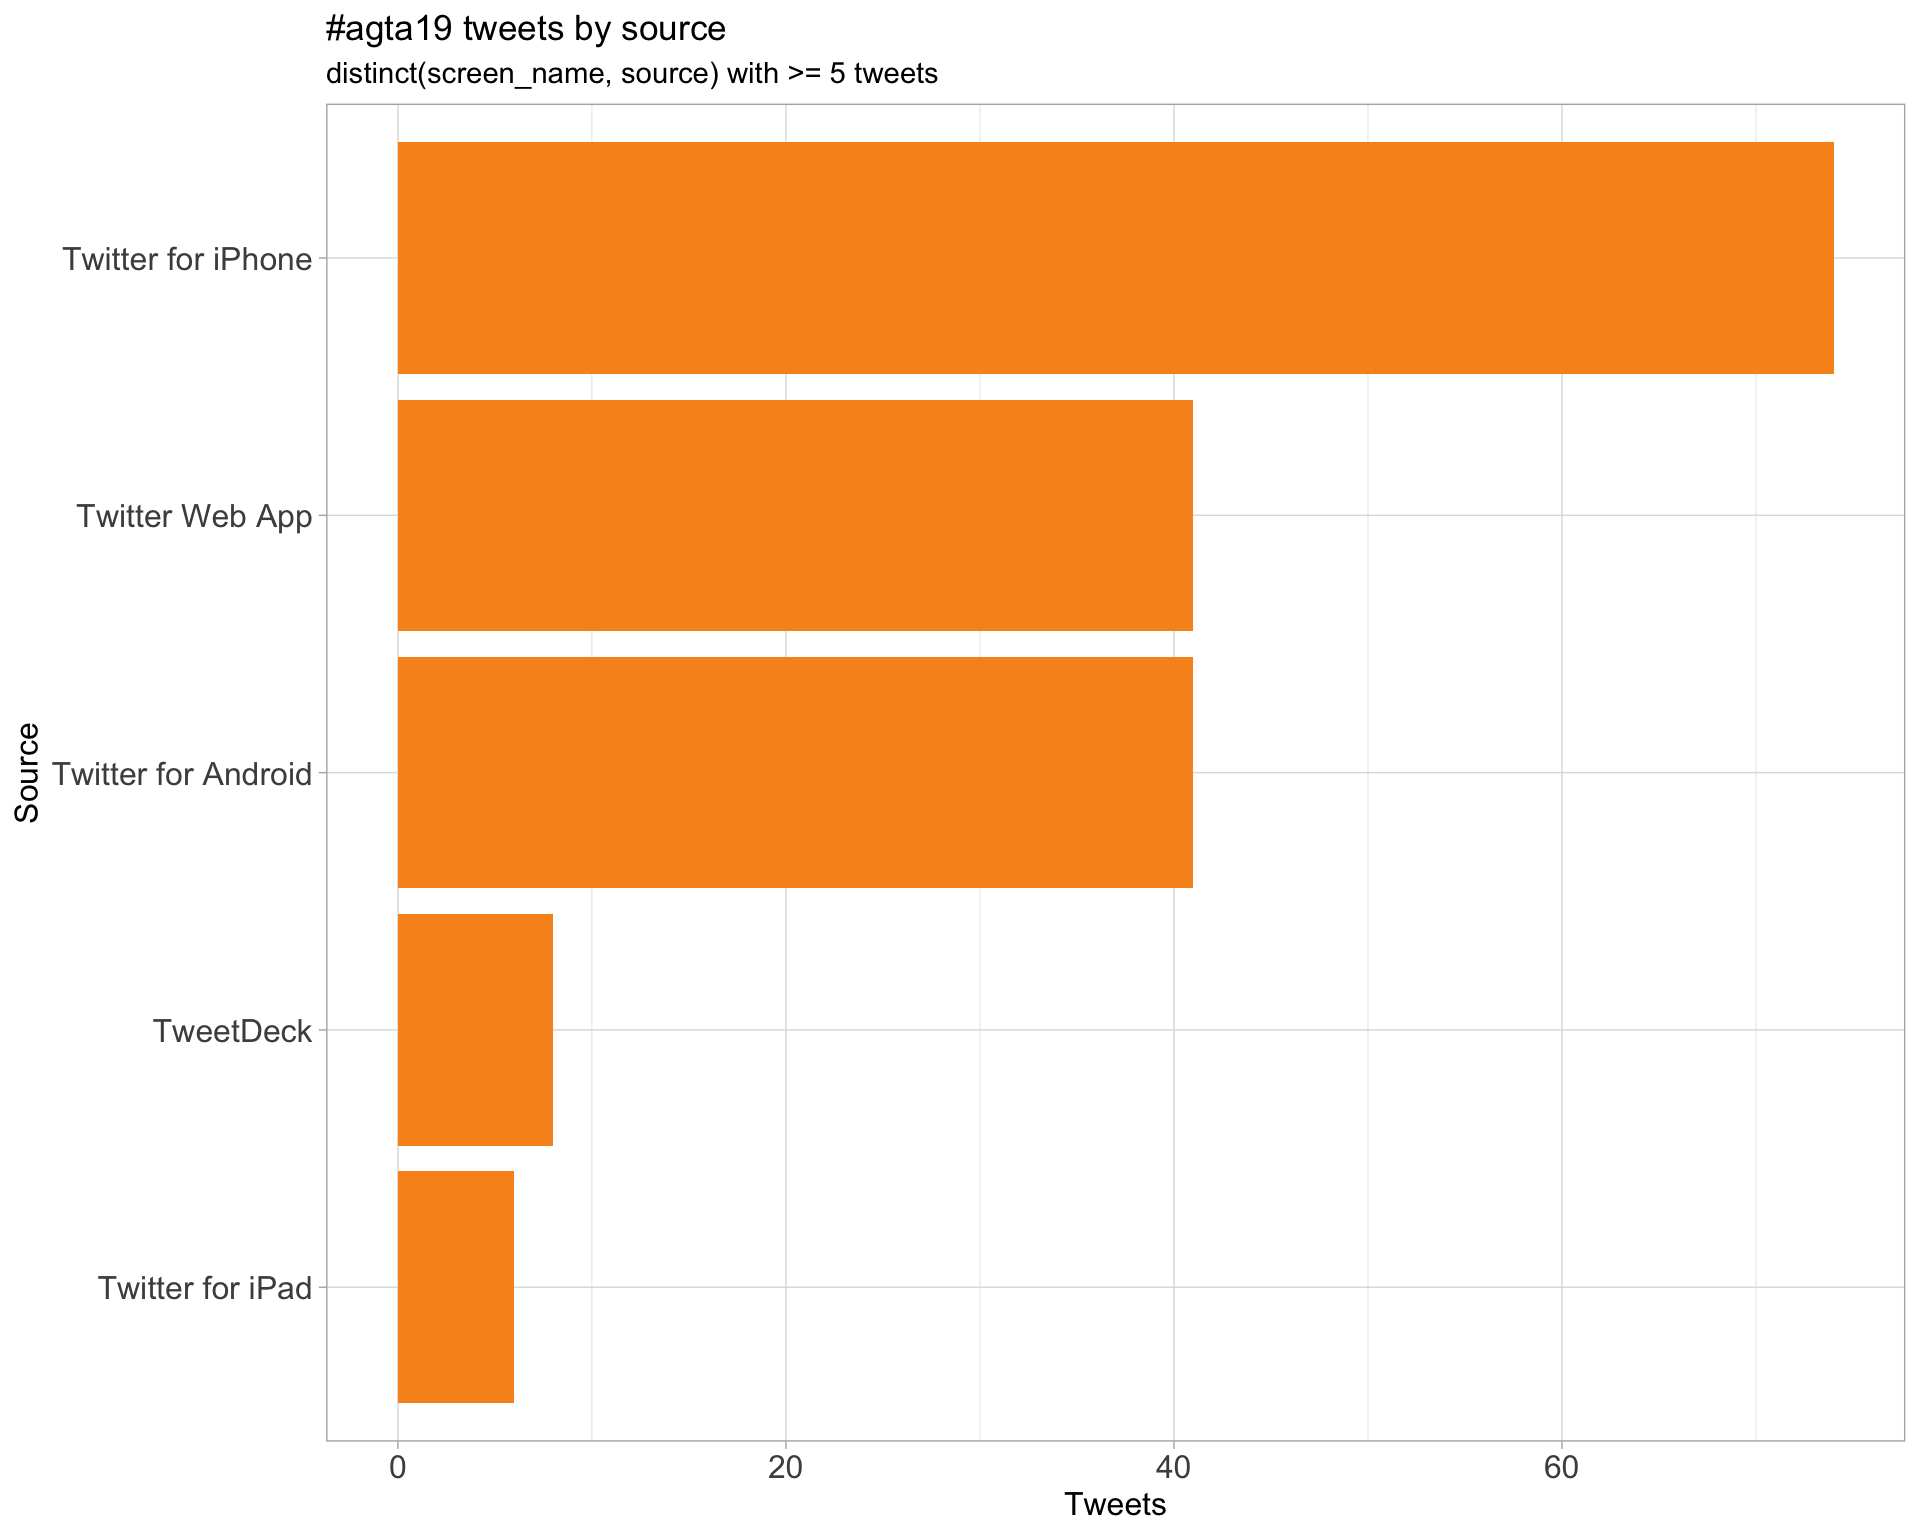 #agta19 tweets by source
distinct(screen_name, source) with >= 5 tweets
Source
Twitter for iPhone
Twitter Web App
Twitter for Android
TweetDeck
Twitter for iPad
0 20 40 60
Tweets